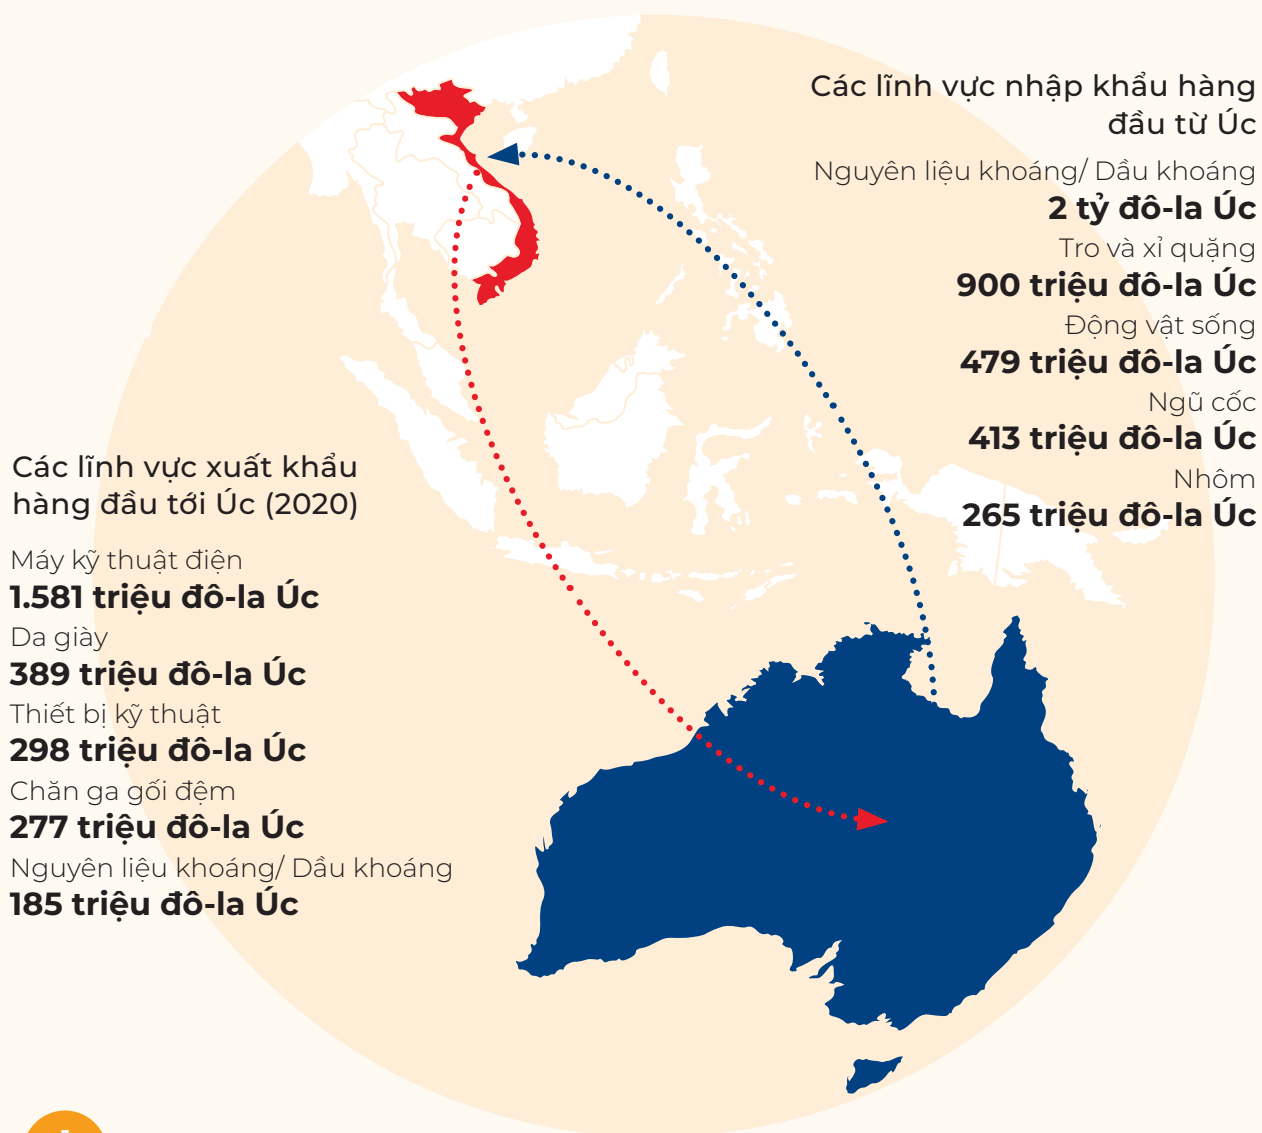 Các lĩnh vực nhập khẩu hàng
đầu từ Úc
Nguyên liệu khoáng/ Dầu khoáng
2 tỷ đô-la Úc
Tro và xỉ quặng
900 triệu đô-la Úc
Động vật sống
479 triệu đô-la Úc
Ngũ cốc
413 triệu đô-la Úc
Nhôm
265 triệu đô-la Úc
Các lĩnh vực xuất khẩu
hàng đầu tới Úc (2020)
Máy kỹ thuật điện
1.581 triệu đô-la Úc
Da giày
389 triệu đô-la Úc
Thiết bị kỹ thuật
298 triệu đô-la Úc
Chăn ga gối đệm
277 triệu đô-la Úc
Nguyên liệu khoáng/ Dầu khoáng
185 triệu đô-la Úc